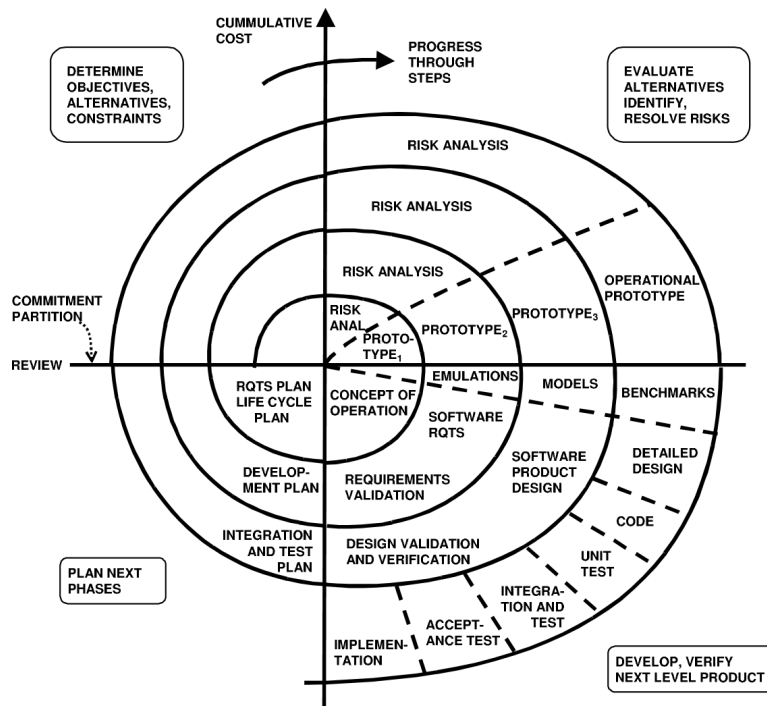 CUMMULATIVE
COST
PROGRESS
THROUGH
STEPS
DETERMINE
OBJECTIVES,
ALTERNATIVES,
CONSTRAINTS
EVALUATE
ALTERNATIVES
IDENTIFY,
RESOLVE RISKS
RISK ANALYSIS
RISK ANALYSIS
RISK ANALYSIS
RISK
ANAL
PROTO-
TYPE1
PROTOTYPE2
PROTOTYPE3
OPERATIONAL
PROTOTYPE
COMMITMENT
PARTITION
REVIEW
EMULATIONS
MODELS
BENCHMARKS
RQTS PLAN
LIFE CYCLE
PLAN
CONCEPT OF
OPERATION
SOFTWARE
RQTS
SOFTWARE
PRODUCT
DESIGN
DETAILED
DESIGN
DEVELOP-
MENT PLAN
REQUIREMENTS
VALIDATION
CODE
INTEGRATION
AND TEST
PLAN
DESIGN VALIDATION
AND VERIFICATION
UNIT
TEST
PLAN NEXT
PHASES
INTEGRA-
TION AND
TEST
ACCEPT-
ANCE TEST
IMPLEMEN-
TATION
DEVELOP, VERIFY
NEXT LEVEL PRODUCT